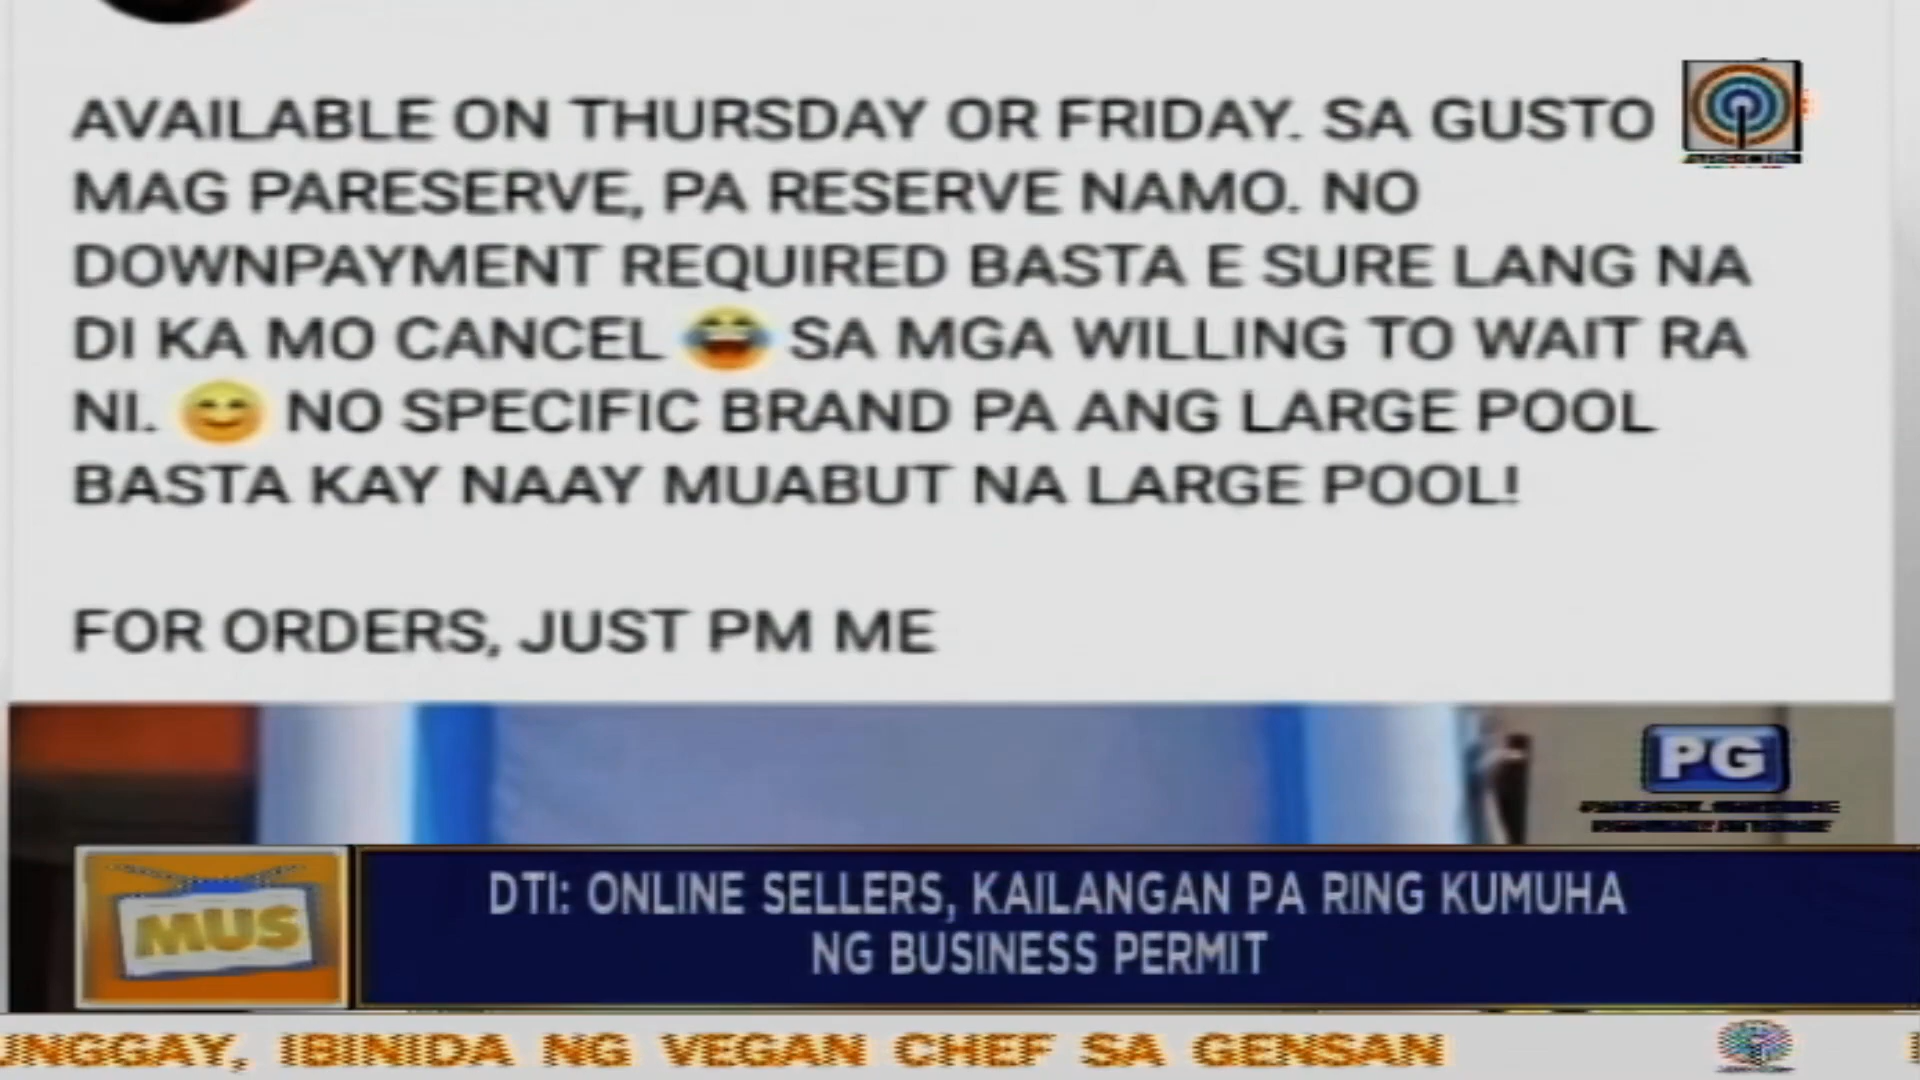 AVAILABLE ON THURSDAY OR FRIDAY. SA GUSTO
MAG PARESERVE, PA RESERVE NAMO. NO
DOWNPAYMENT REQUIRED BASTA E SURE LANG NA
DI KA MO CANCEL 😂 SA MGA WILLING TO WAIT RA
NI. 😊 NO SPECIFIC BRAND PA ANG LARGE POOL
BASTA KAY NAAY MUABUT NA LARGE POOL!
FOR ORDERS, JUST PM ME
PG
MUS
DTI: ONLINE SELLERS, KAILANGAN PA RING KUMUHA
NG BUSINESS PERMIT
UNGGAY, IBINIDA NG VEGAN CHEF SA GENSAN